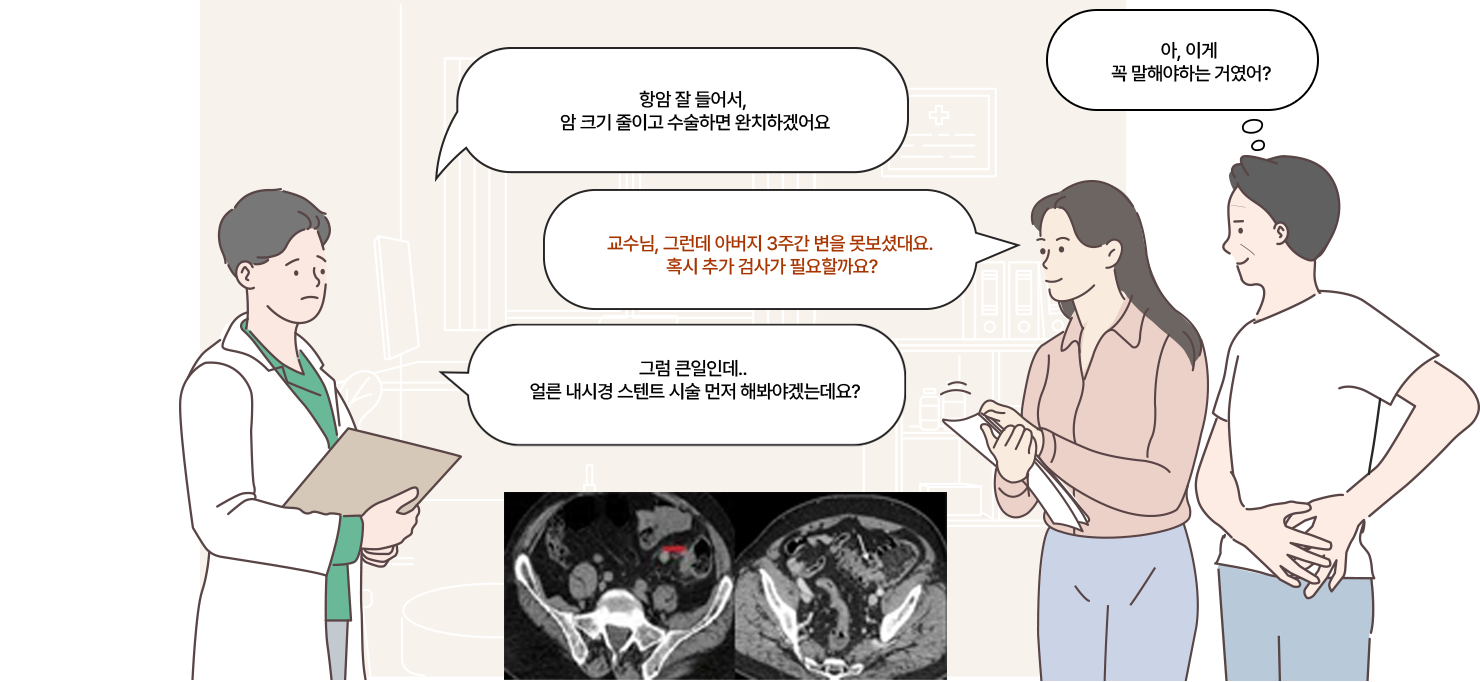 아, 이게
꼭 말해야하는 거였어?
항암 잘 들어서,
암 크기 줄이고 수술하면 완치하겠어요
교수님, 그런데 아버지 3주간 변을 못보셨대요.
혹시 추가 검사가 필요할까요?
그럼 큰일인데..
얼른 내시경 스텐트 시술 먼저 해봐야겠는데요?